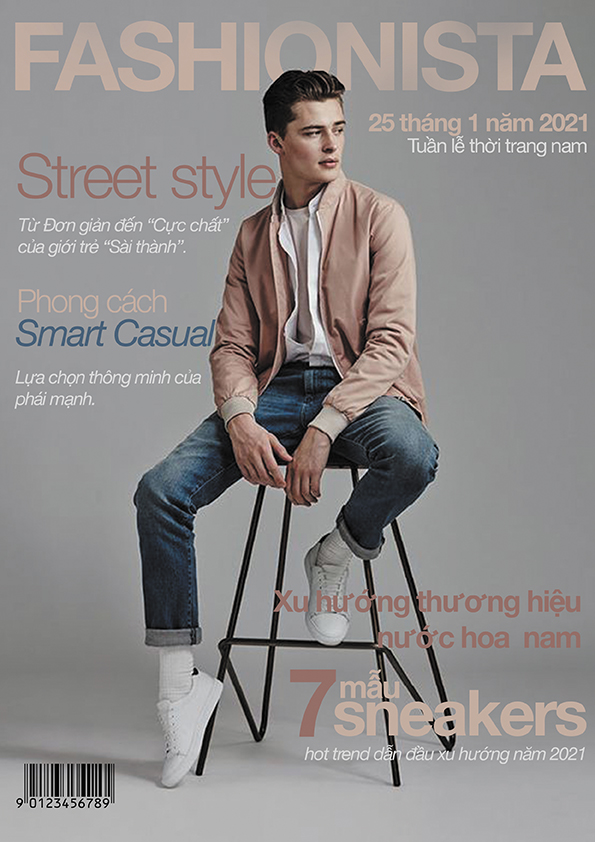 FASHIONISTA
25 tháng 1 năm 2021
Tuần lễ thời trang nam
Street style
Từ Đơn giản đến “Cực chất”
của giới trẻ “Sài thành”.
Phong cách
Smart Casual
Lựa chọn thông minh của
phái mạnh.
Xu hướng thương hiệu
nước hoa nam
7 mẫu
sneakers
hot trend dẫn đầu xu hướng năm 2021
9 0123456789